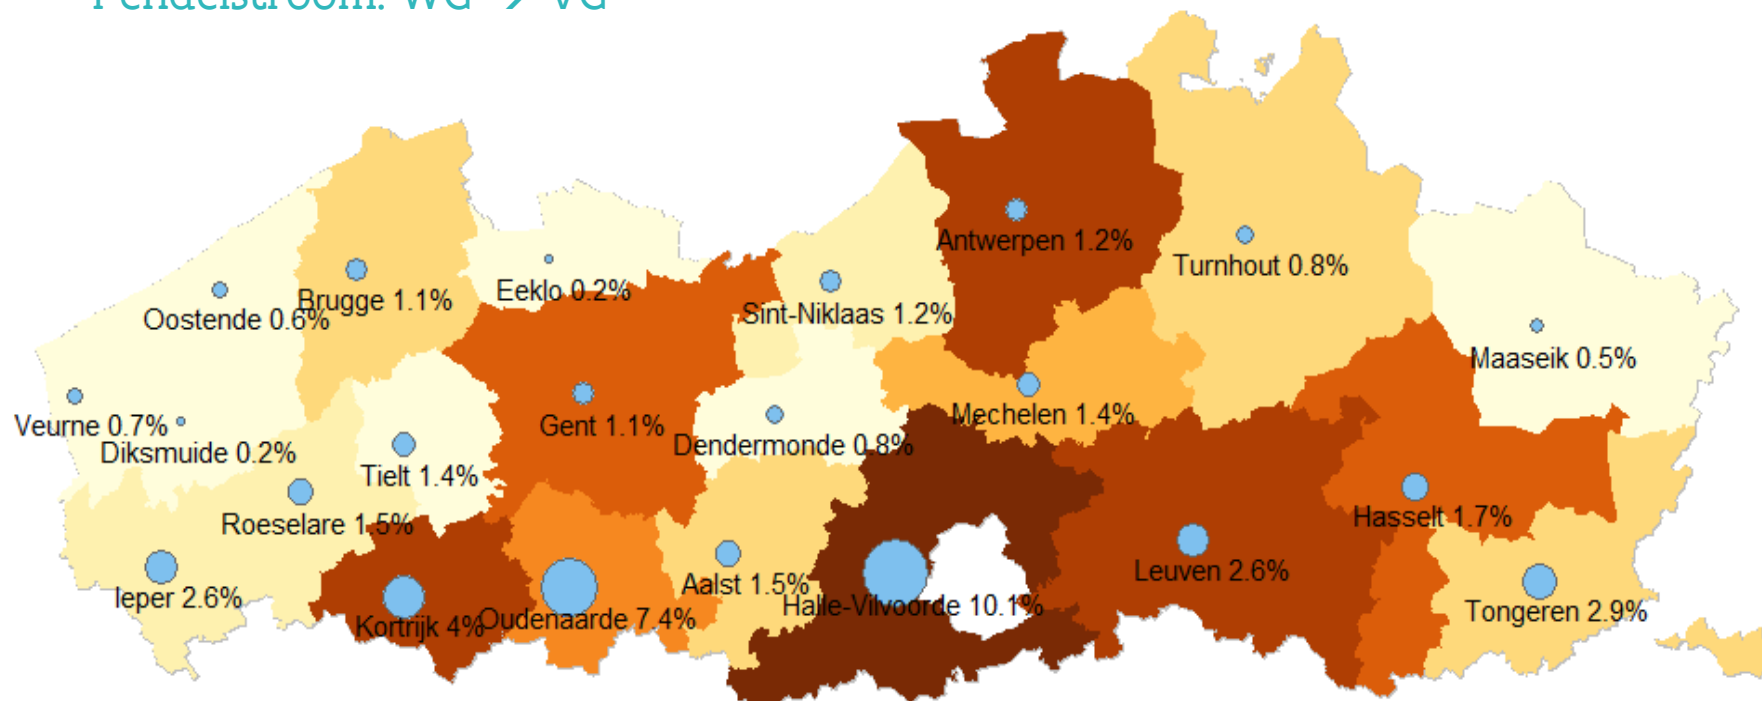 Pendelstroom: WG → VG
Antwerpen 1.2%
Turnhout 0.8%
Eeklo 0.2%
Brugge 1.1%
Oostende 0.6%
Sint-Niklaas 1.2%
Maaseik 0.5%
Mechelen 1.4%
Veurne 0.7%
Gent 1.1%
Dendermonde 0.8%
Diksmuide 0.2%
Tielt 1.4%
Hasselt 1.7%
Roeselare 1.5%
Leuven 2.6%
Aalst 1.5%
Ieper 2.6%
Halle-Vilvoorde 10.1%
Tongeren 2.9%
Oudenaarde 7.4%
Kortrijk 4%